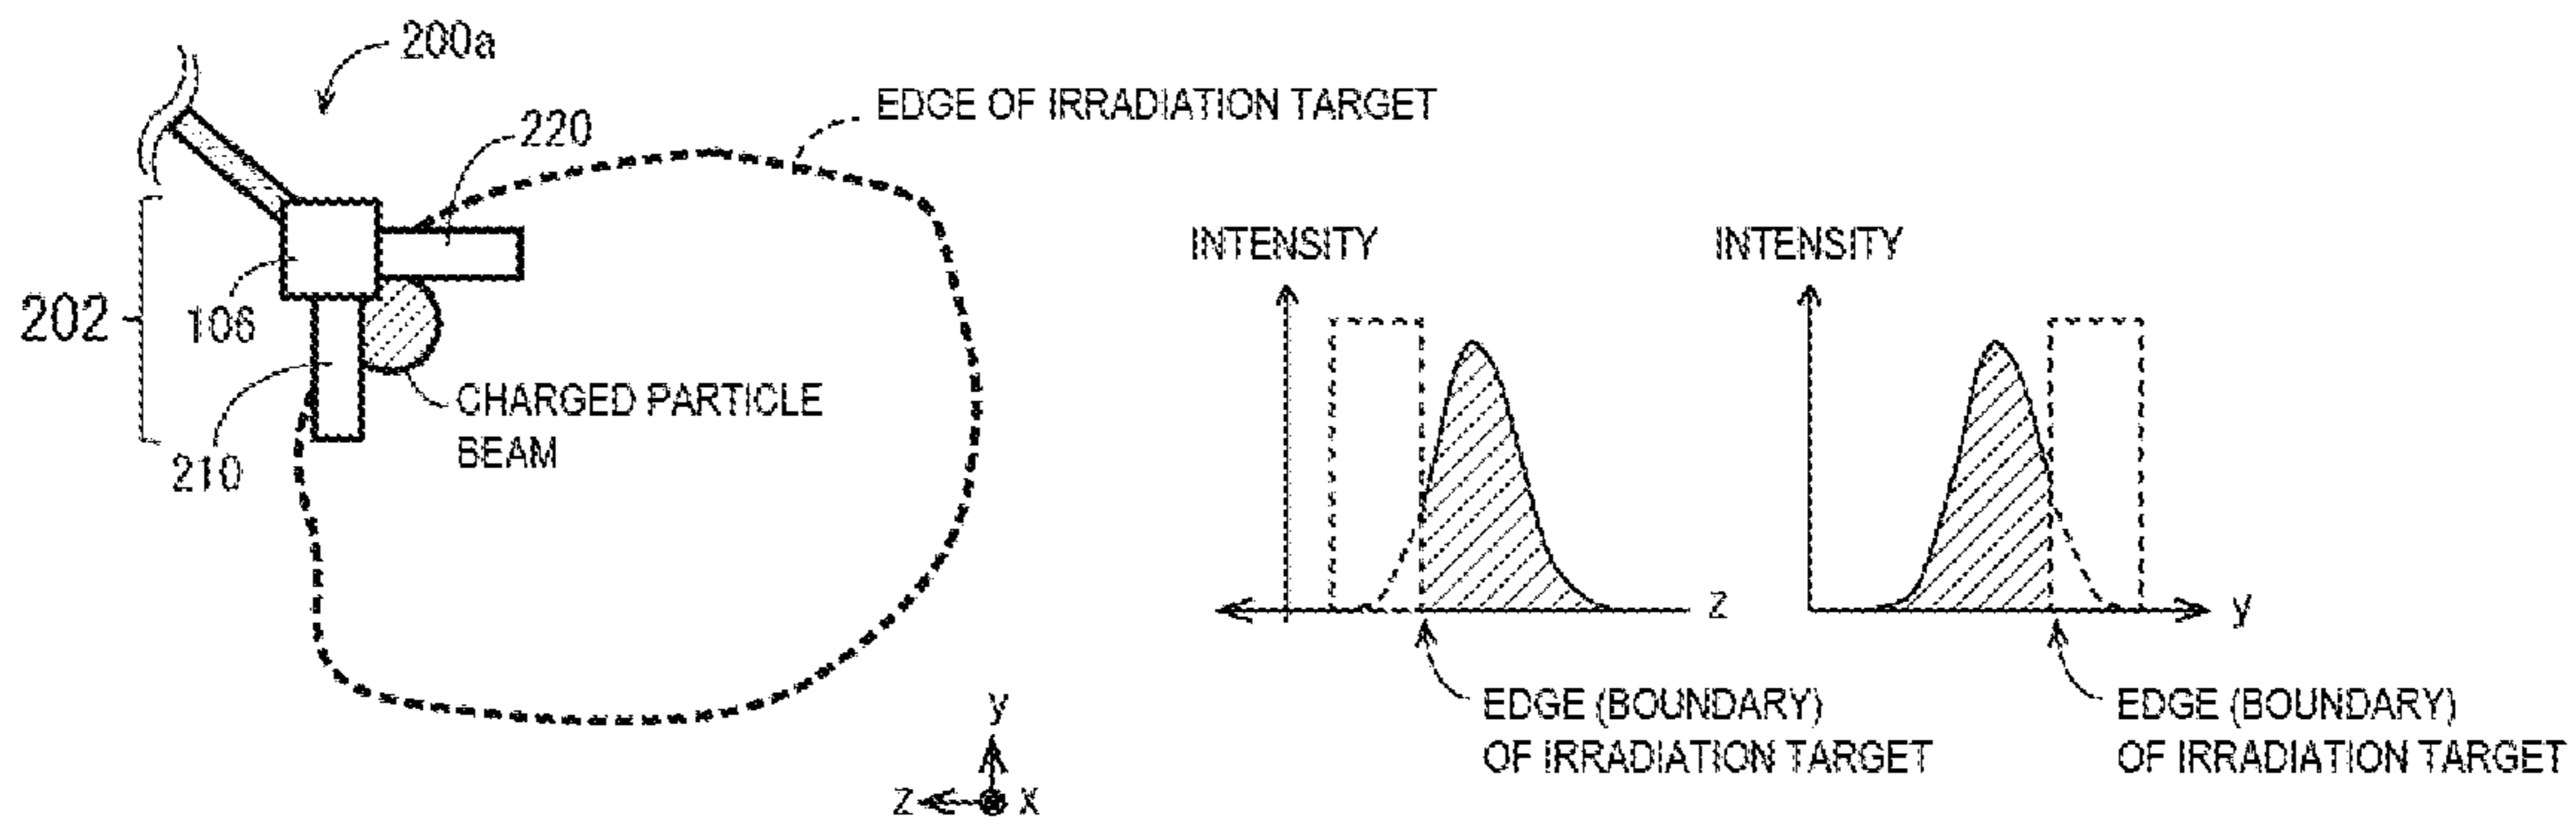 200a
EDGE OF IRRADIATION TARGET
220
202
106
210
CHARGED PARTICLE
BEAM
y
z
x
INTENSITY
z
EDGE (BOUNDARY)
OF IRRADIATION TARGET
INTENSITY
y
EDGE (BOUNDARY)
OF IRRADIATION TARGET